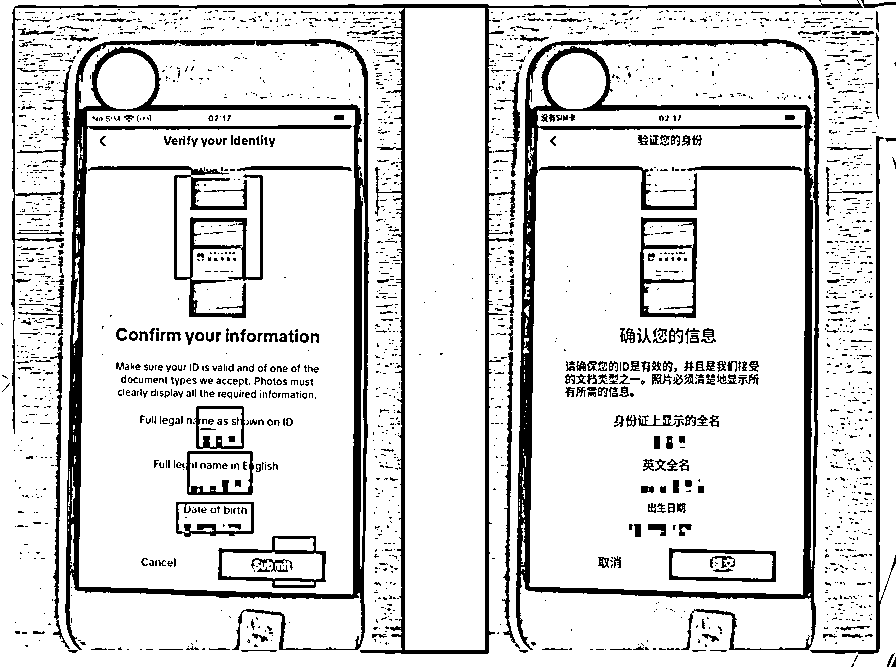 No SIM 02:17
Verify your identity
Confirm your information
Make sure your ID is valid and of one of the
document types we accept. Photos must
clearly display all the required information.
Full legal name as shown on ID
Full legal name in English
Date of birth
Cancel Submit
没有SIM卡 02:17
验证您的身份
确认您的信息
请确保您的ID是有效的，并且是我们接受
的文档类型之一。照片必须清楚地显示所
有所需的信息。
身份证上显示的全名
英文全名
出生日期
取消 提交